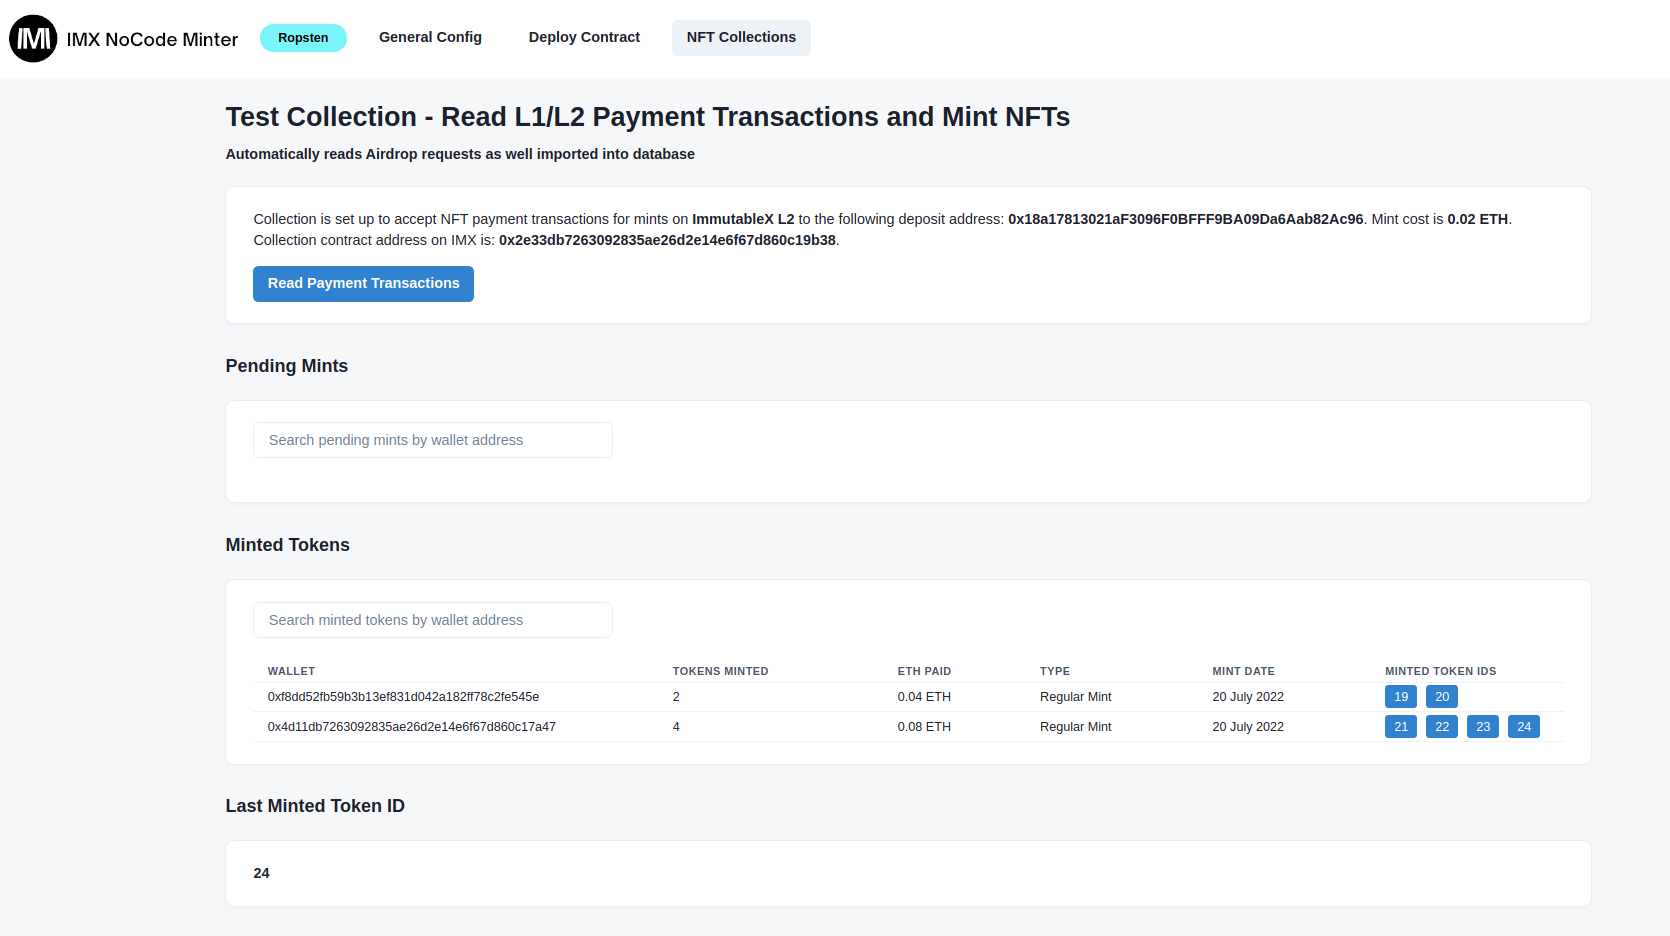 IMX NoCode Minter Ropsten General Config Deploy Contract NFT Collections
Test Collection - Read L1/L2 Payment Transactions and Mint NFTs
Automatically reads Airdrop requests as well imported into database
Collection is set up to accept NFT payment transactions for mints on ImmutableX L2 to the following deposit address: 0x18a17813021aF3096F0BFFF9BA09Da6Aab82Ac96. Mint cost is 0.02 ETH.
Collection contract address on IMX is: 0x2e33db7263092835ae26d2e14e6f67d860c19b38.
Read Payment Transactions
Pending Mints
Search pending mints by wallet address
Minted Tokens
Search minted tokens by wallet address
WALLET TOKENS MINTED ETH PAID TYPE MINT DATE MINTED TOKEN IDS
0xf8dd52fb59b3b13ef831d042a182ff78c2fe545e 2 0.04 ETH Regular Mint 20 July 2022 19 20
0x4d11db7263092835ae26d2e14e6f67d860c17a47 4 0.08 ETH Regular Mint 20 July 2022 21 22 23 24
Last Minted Token ID
24